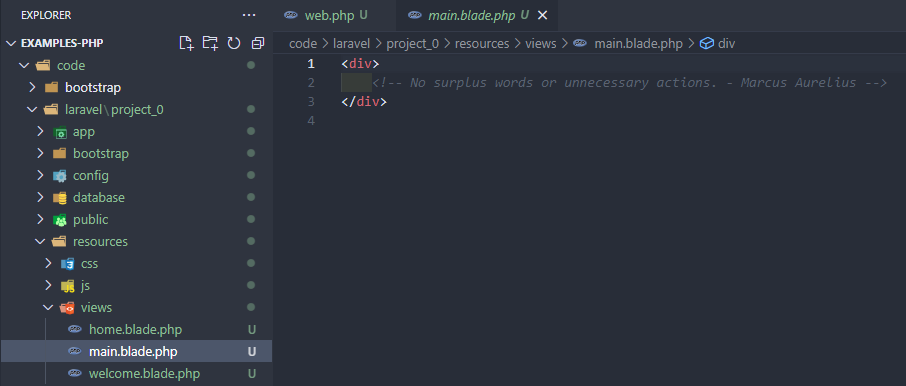 EXPLORER
EXAMPLES-PHP
code
bootstrap
laravel\project_0
app
bootstrap
config
database
public
resources
css
js
views
home.blade.php U
main.blade.php U
welcome.blade.php U
web.php U main.blade.php U
code > laravel > project_0 > resources > views > main.blade.php > div
1 <div>
2 <!-- No surplus words or unnecessary actions. - Marcus Aurelius -->
3 </div>
4